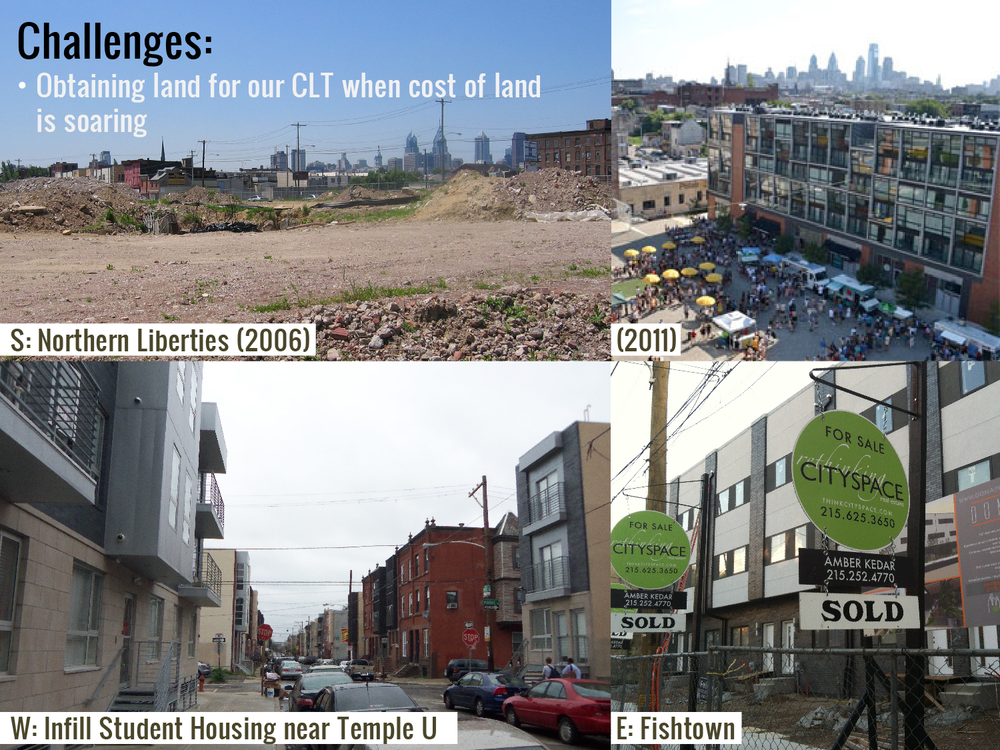 Challenges:
• Obtaining land for our CLT when cost of land
is soaring
S: Northern Liberties (2006)
(2011)
STOP
STOP
W: Infill Student Housing near Temple U
FOR SALE
rethinking
CITYSPACE
real estate
THINKCITYSPACE.COM
215.625.3650
AMBER KEDAR
215.252.4770
SOLD
FOR SALE
rethinking
CITYSPACE
real estate
THINKCITYSPACE.COM
215.625.3650
AMBER KEDAR
215.252.4770
SOLD
E: Fishtown